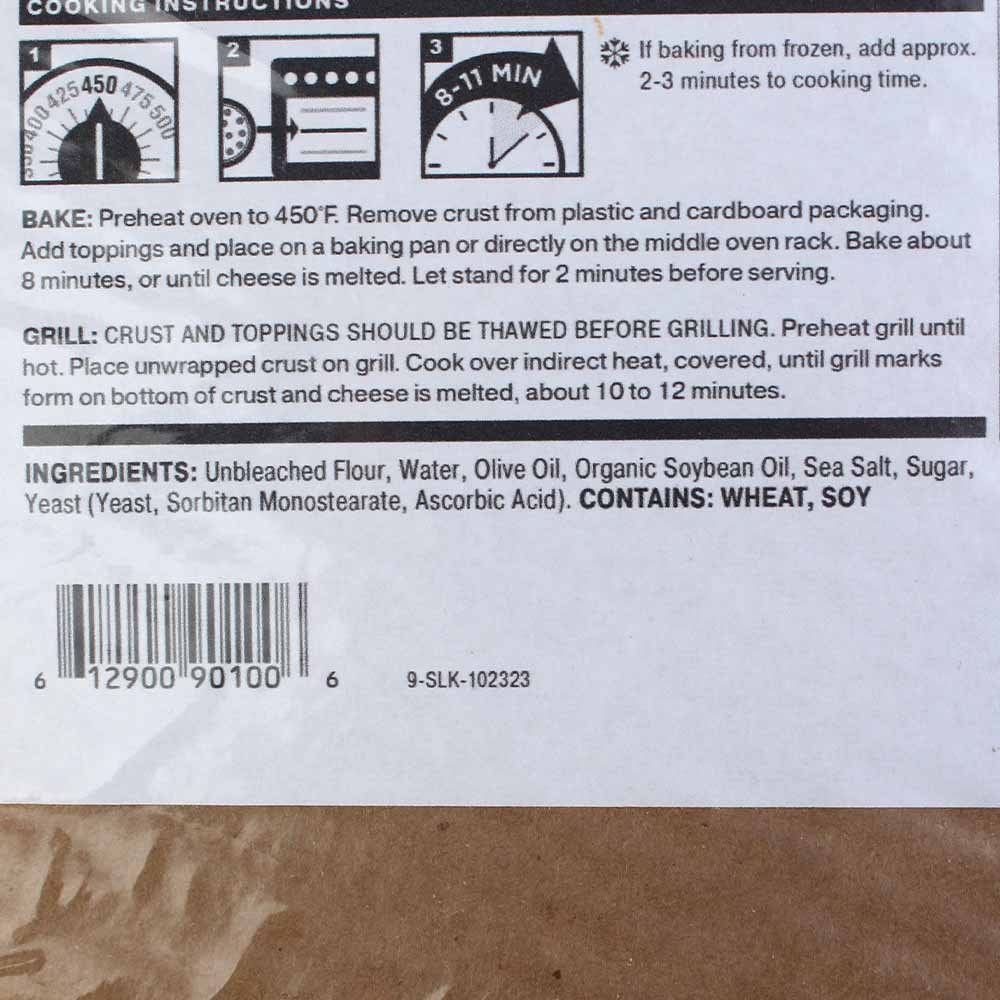 COOKING INSTRUCTIONS
1
400 425 450 475 500
2
3
8-11 MIN
If baking from frozen, add approx.
2-3 minutes to cooking time.
BAKE: Preheat oven to 450°F. Remove crust from plastic and cardboard packaging.
Add toppings and place on a baking pan or directly on the middle oven rack. Bake about
8 minutes, or until cheese is melted. Let stand for 2 minutes before serving.
GRILL: CRUST AND TOPPINGS SHOULD BE THAWED BEFORE GRILLING. Preheat grill until
hot. Place unwrapped crust on grill. Cook over indirect heat, covered, until grill marks
form on bottom of crust and cheese is melted, about 10 to 12 minutes.
INGREDIENTS: Unbleached Flour, Water, Olive Oil, Organic Soybean Oil, Sea Salt, Sugar,
Yeast (Yeast, Sorbitan Monostearate, Ascorbic Acid). CONTAINS: WHEAT, SOY
6 12900 90100 6
9-SLK-102323